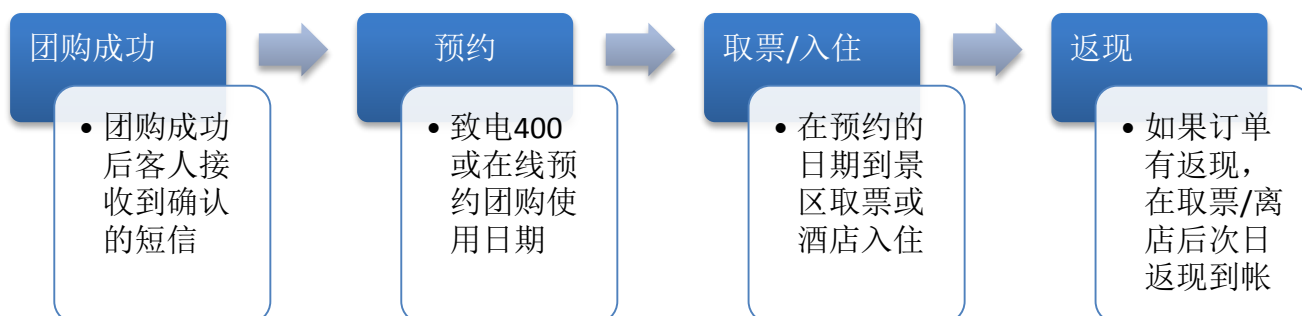 团购成功
• 团购成功
后客人接
收到确认
的短信
预约
• 致电400
或在线预
约团购使
用日期
取票/入住
• 在预约的
日期到景
区取票或
酒店入住
返现
• 如果订单
有返现，
在取票/离
店后次日
返现到帐